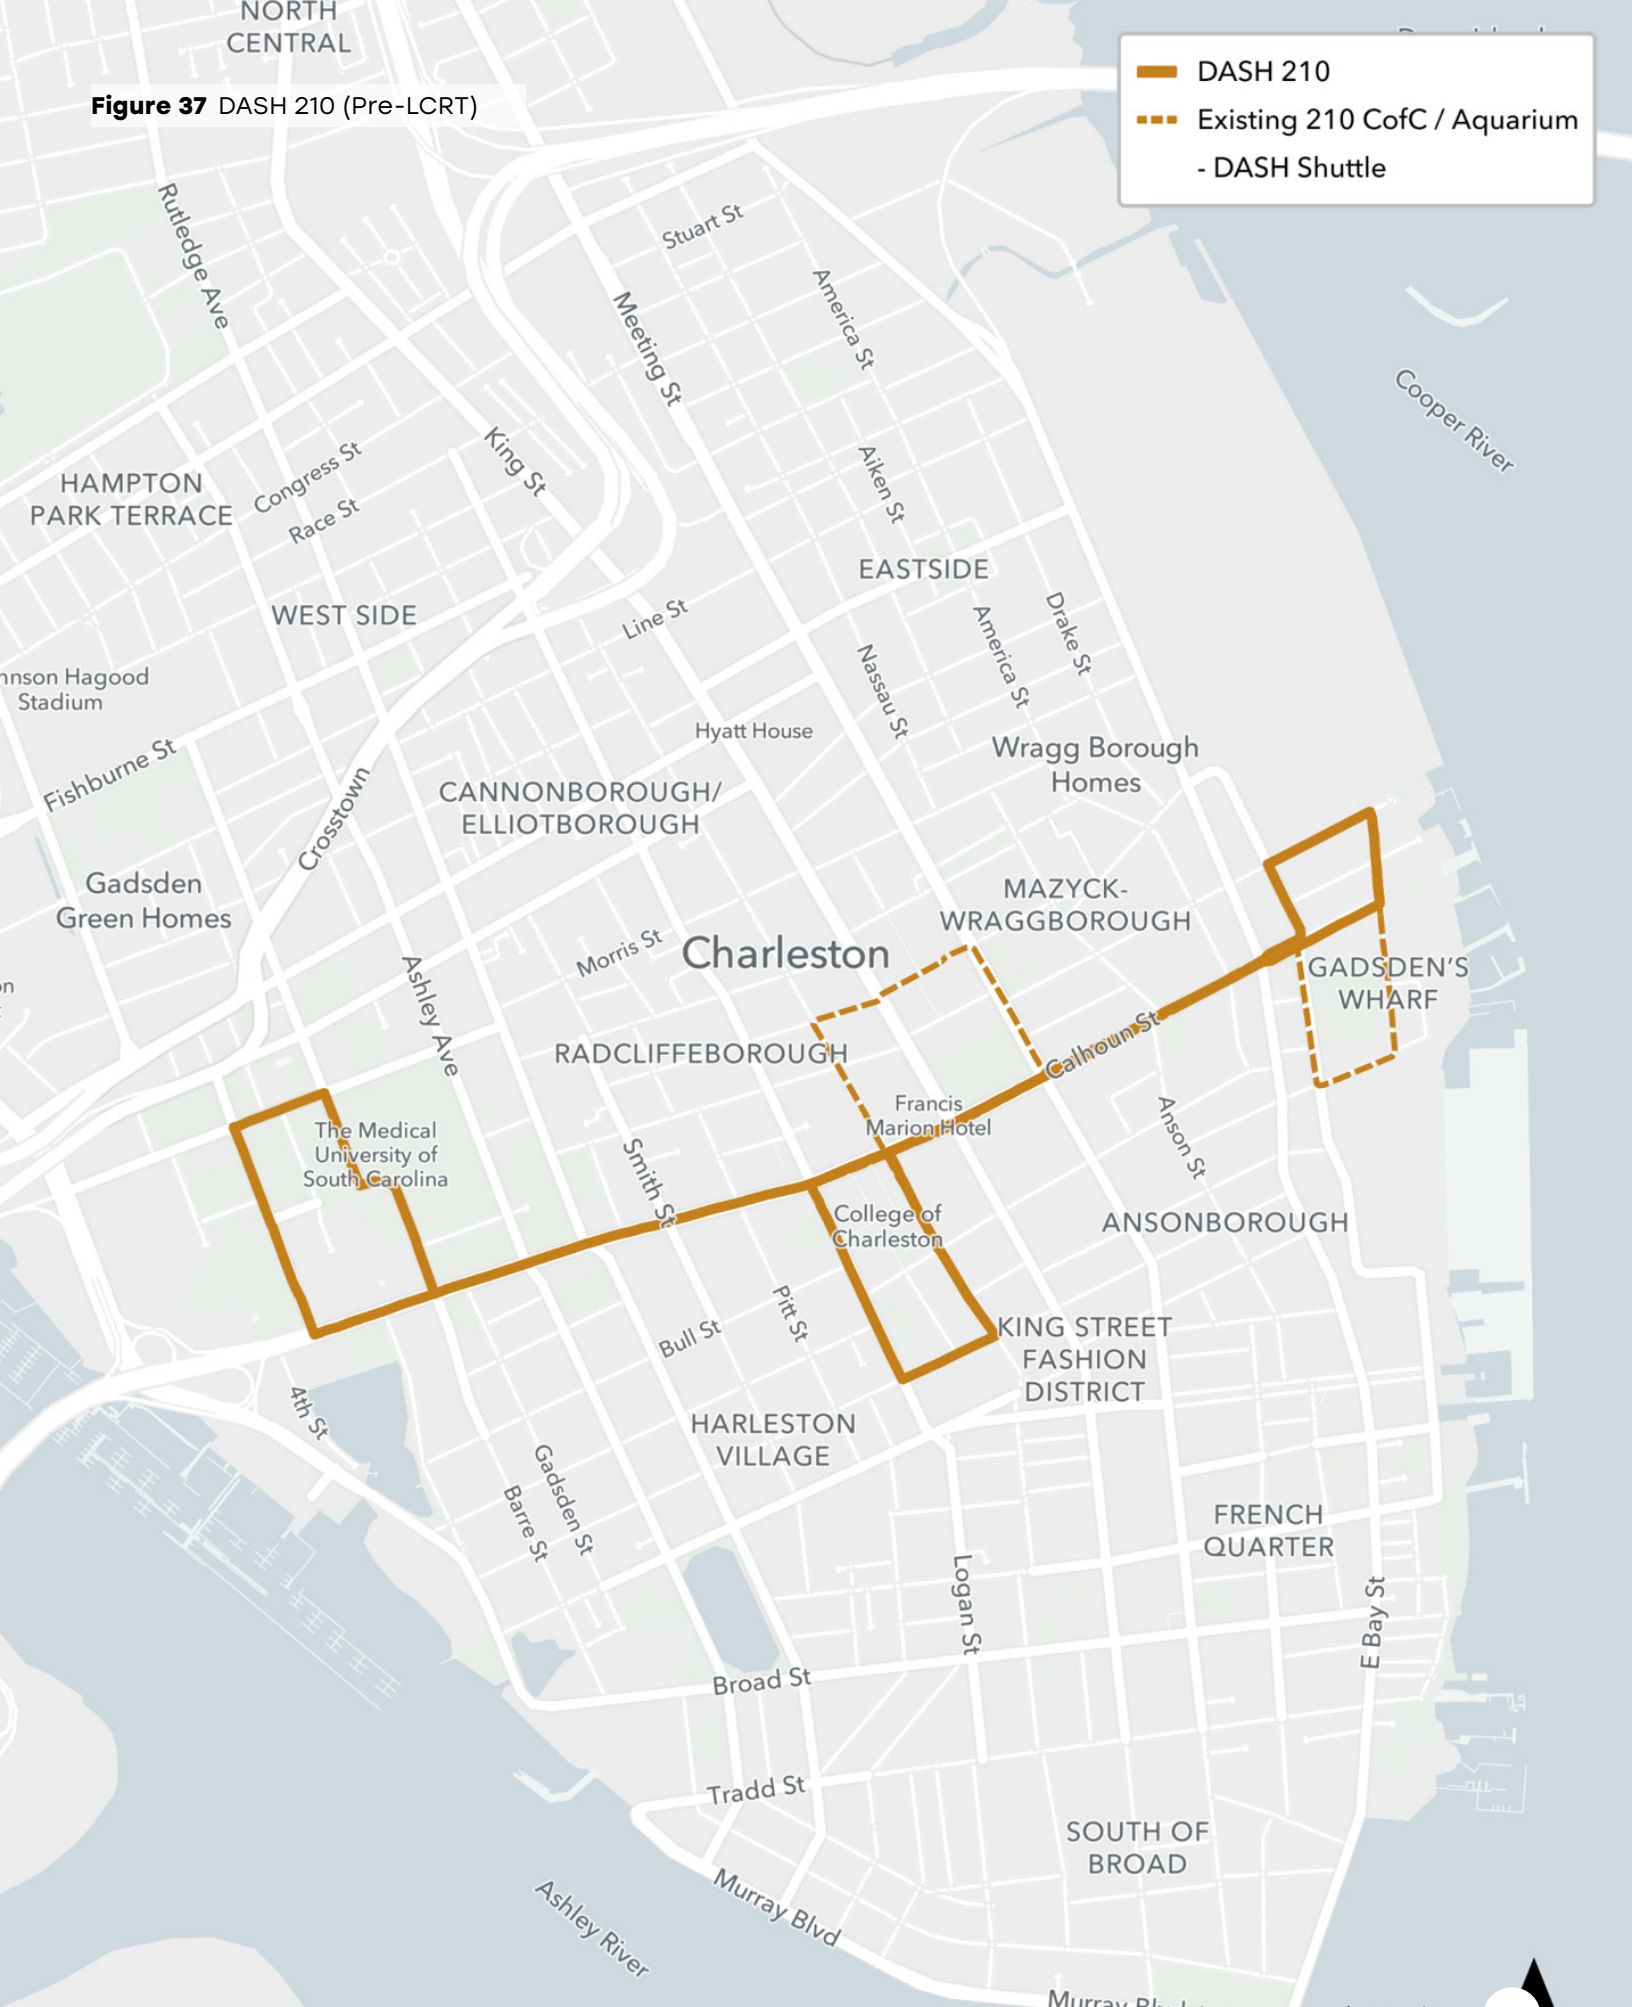 NORTH
CENTRAL
Figure 37 DASH 210 (Pre-LCRT)
DASH 210
Existing 210 CofC / Aquarium
- DASH Shuttle
Rutledge Ave
Stuart St
America St
Meeting St
Cooper River
King St
Congress St
Race St
HAMPTON
PARK TERRACE
Aiken St
EASTSIDE
WEST SIDE
Line St
Drake St
America St
Nassau St
nnson Hagood
Stadium
Hyatt House
Wragg Borough
Homes
Fishburne St
Crosstown
CANNONBOROUGH/
ELLIOTBOROUGH
Gadsden
Green Homes
MAZYCK-
WRAGGBOROUGH
Morris St
Charleston
GADSDEN'S
WHARF
on
Ashley Ave
RADCLIFFEBOROUGH
Calhoun St
Francis
Marion Hotel
The Medical
University of
South Carolina
Anson St
Smith St
College of
Charleston
ANSONBOROUGH
Pitt St
Bull St
KING STREET
FASHION
DISTRICT
4th St
HARLESTON
VILLAGE
Gadsden St
Barre St
FRENCH
QUARTER
Logan St
E Bay St
Broad St
Tradd St
SOUTH OF
BROAD
Murray Blvd
Ashley River
Murray Blvd